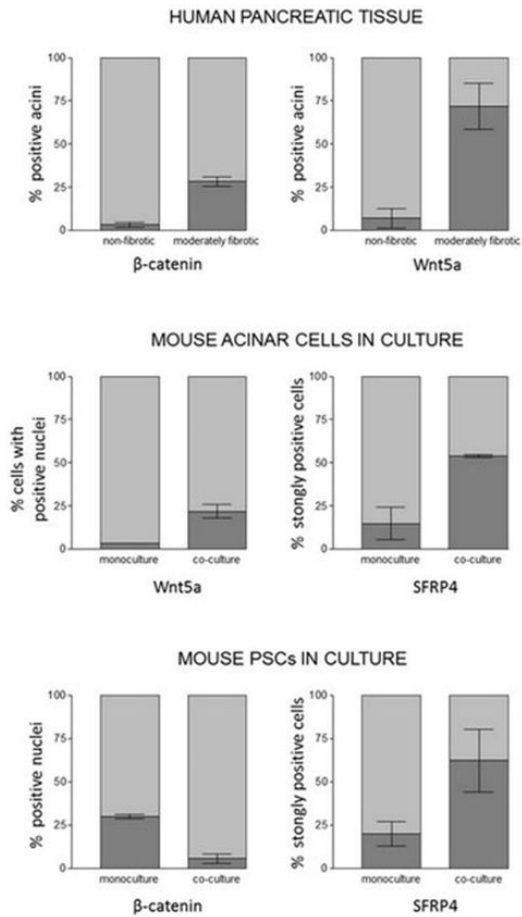 HUMAN PANCREATIC TISSUE
% positive acini
100
75
50
25
0
non-fibrotic moderately fibrotic
β-catenin
% positive acini
100
75
50
25
0
non-fibrotic moderately fibrotic
Wnt5a
MOUSE ACINAR CELLS IN CULTURE
% cells with
positive nuclei
100
75
50
25
0
monoculture co-culture
Wnt5a
% stongly positive cells
100
75
50
25
0
monoculture co-culture
SFRP4
MOUSE PSCs IN CULTURE
% positive nuclei
100
75
50
25
0
monoculture co-culture
β-catenin
% stongly positive cells
100
75
50
25
0
monoculture co-culture
SFRP4